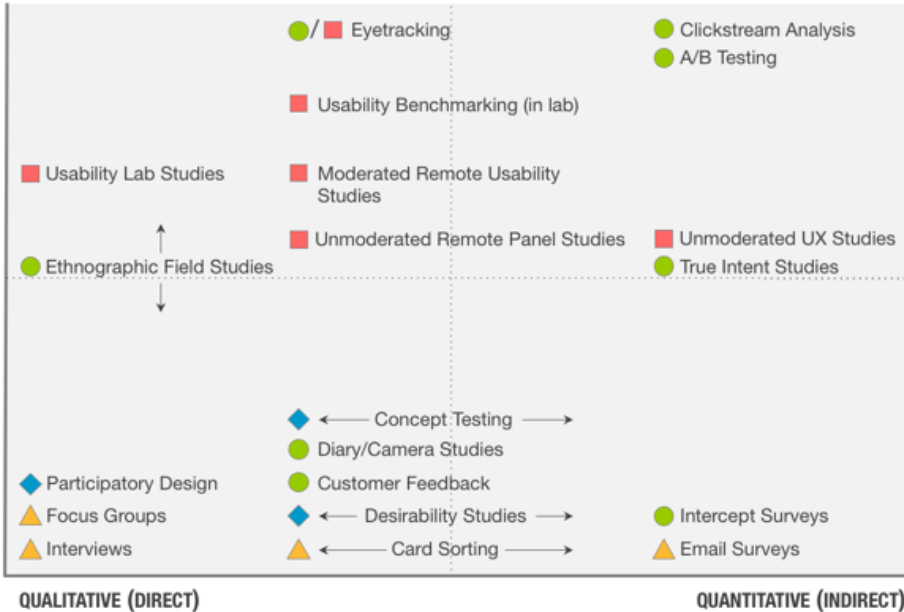 / Eyetracking
Clickstream Analysis
A/B Testing
Usability Benchmarking (in lab)
Usability Lab Studies
Moderated Remote Usability
Studies
Unmoderated Remote Panel Studies
Unmoderated UX Studies
Ethnographic Field Studies
True Intent Studies
Concept Testing
Diary/Camera Studies
Participatory Design
Customer Feedback
Focus Groups
Desirability Studies
Intercept Surveys
Interviews
Card Sorting
Email Surveys
QUALITATIVE (DIRECT)
QUANTITATIVE (INDIRECT)